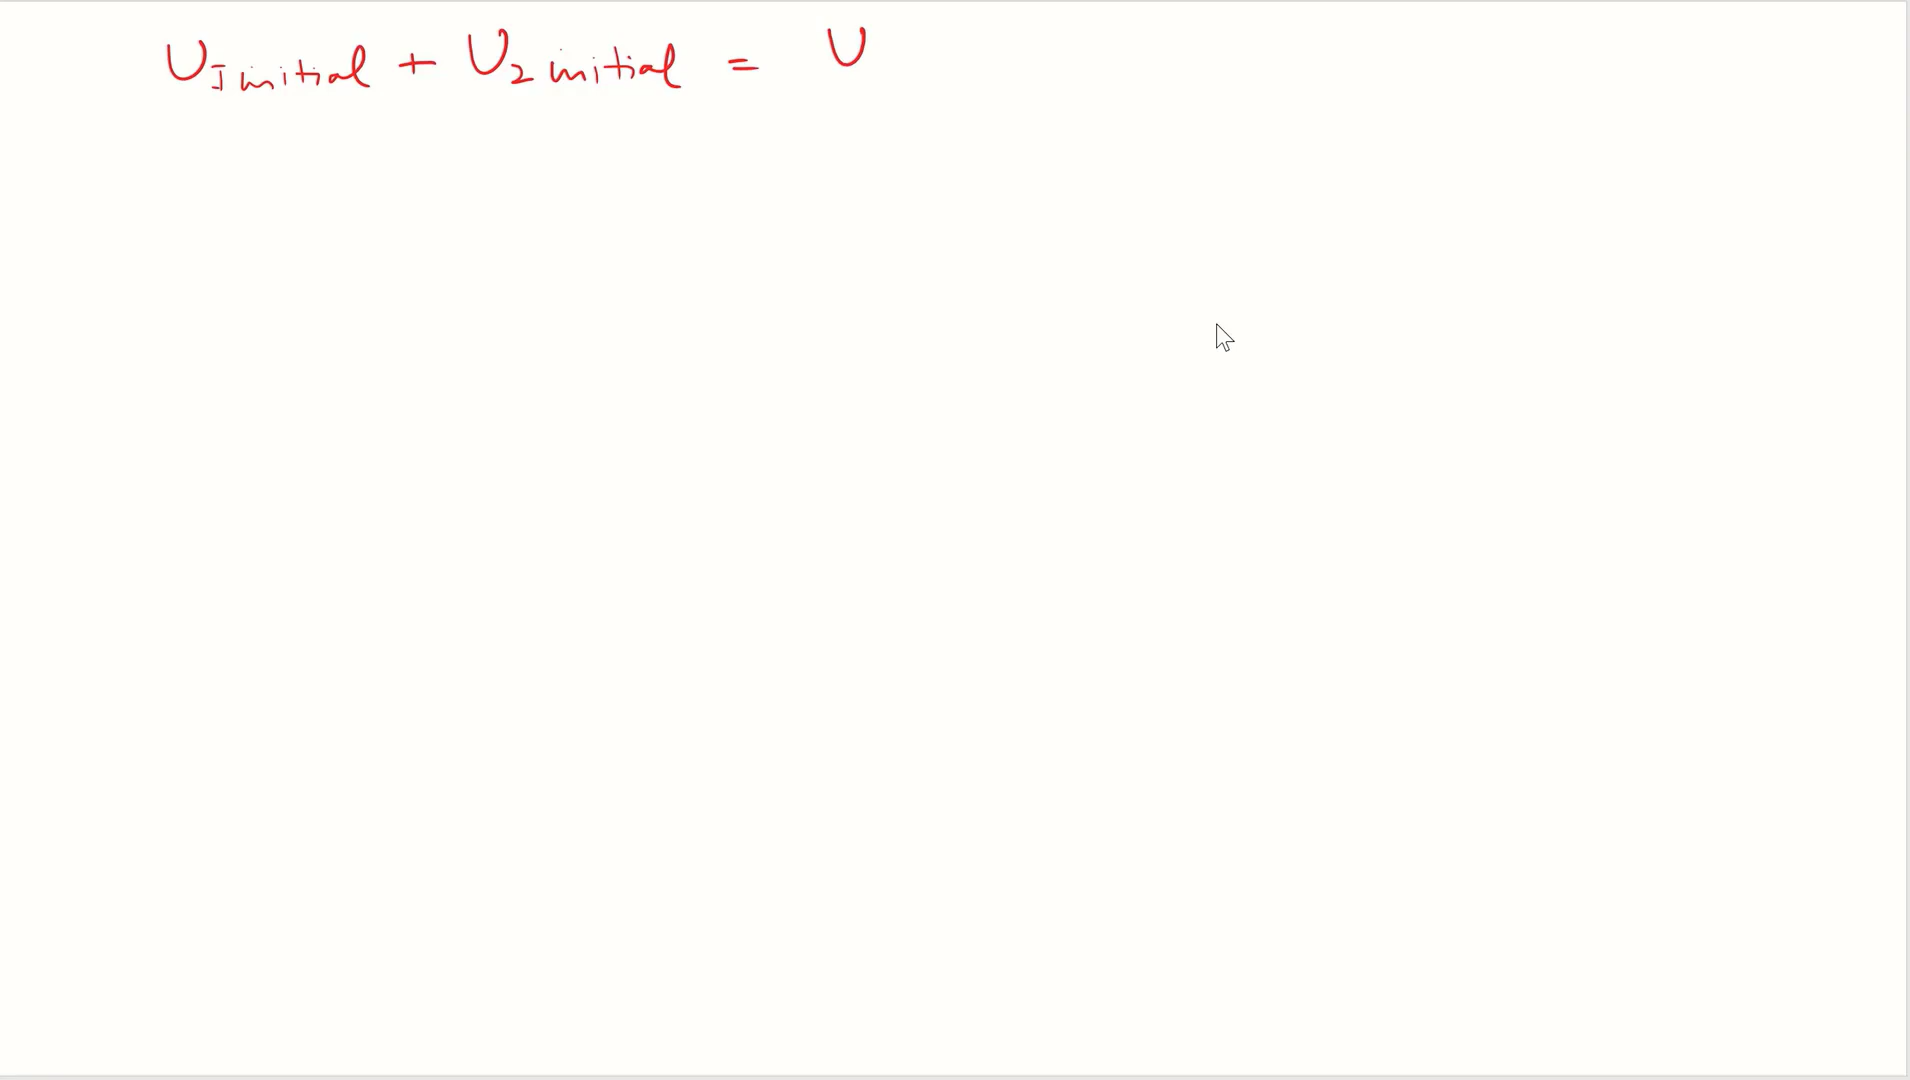 U1 initial + U2 initial = U